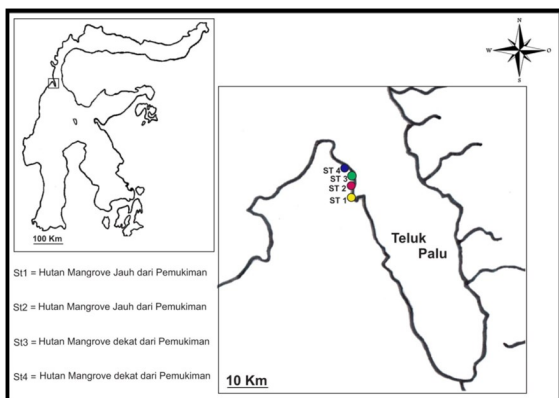 N
W O
S
100 Km
ST 4
ST 3
ST 2
ST 1
Teluk
Palu
10 Km
St1 = Hutan Mangrove Jauh dari Pemukiman
St2 = Hutan Mangrove Jauh dari Pemukiman
St3 = Hutan Mangrove dekat dari Pemukiman
St4 = Hutan Mangrove dekat dari Pemukiman